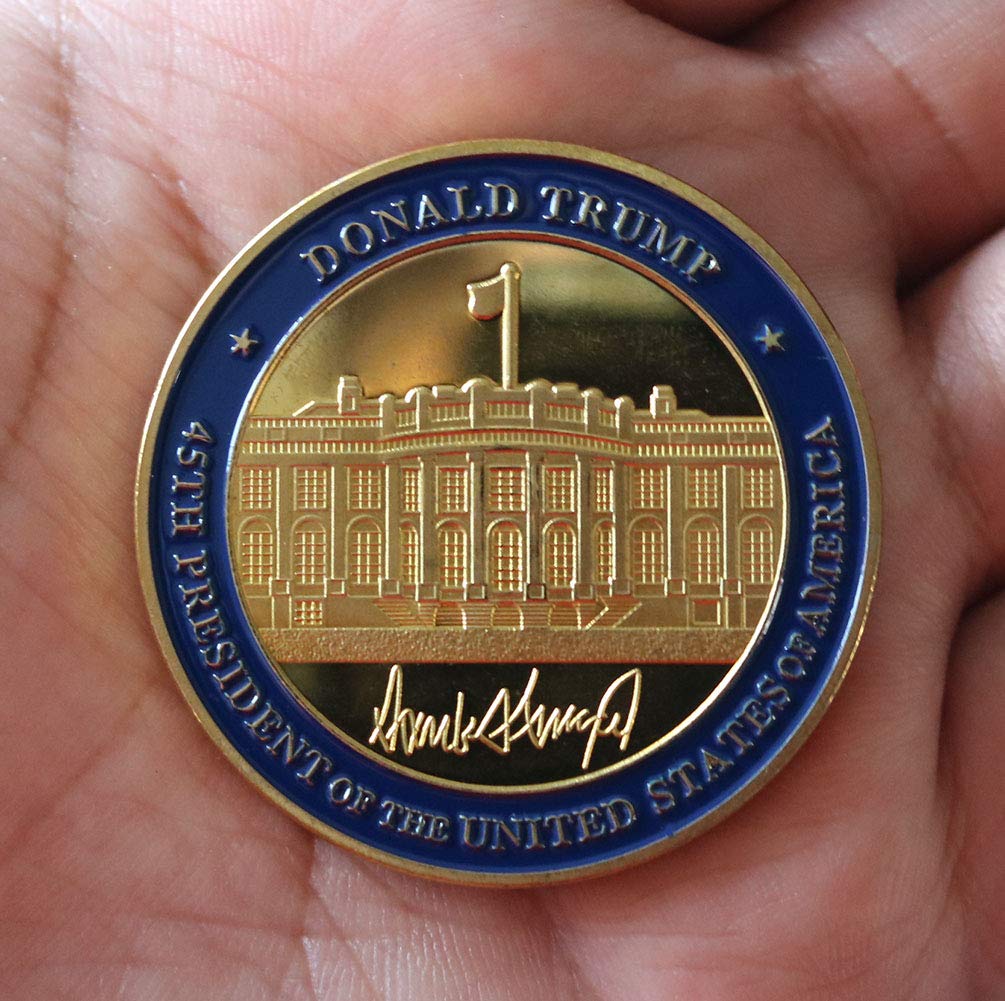 DONALD TRUMP
45TH PRESIDENT OF THE UNITED STATES OF AMERICA